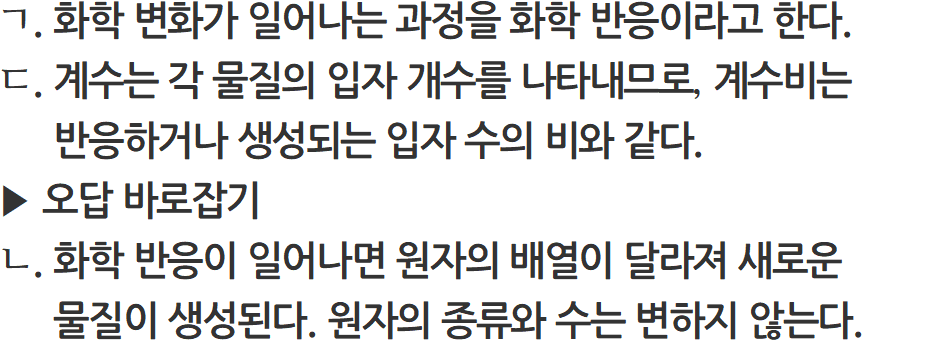 ㄱ. 화학 변화가 일어나는 과정을 화학 반응이라고 한다.
ㄷ. 계수는 각 물질의 입자 개수를 나타내므로, 계수비는
반응하거나 생성되는 입자 수의 비와 같다.
▶ 오답 바로잡기
ㄴ. 화학 반응이 일어나면 원자의 배열이 달라져 새로운
물질이 생성된다. 원자의 종류와 수는 변하지 않는다.